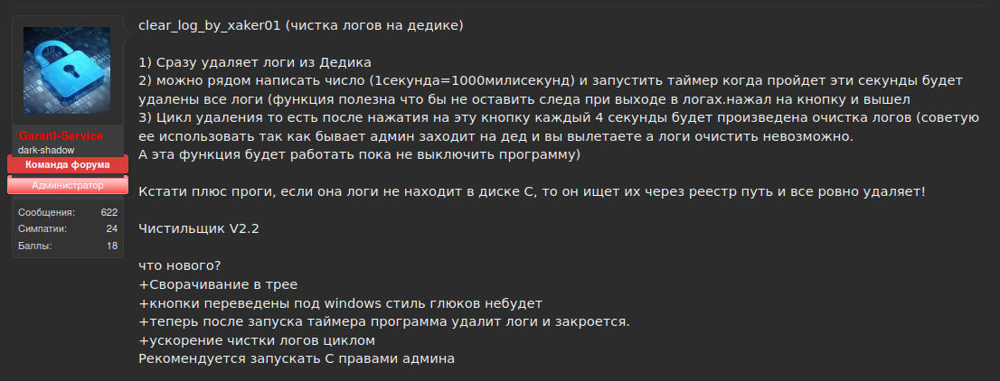 clear_log_by_xaker01 (чистка логов на дедике)
1) Сразу удаляет логи из Дедика
2) можно рядом написать число (1секунда=1000милисекунд) и запустить таймер когда пройдет эти секунды будет
удалены все логи (функция полезна что бы не оставить следа при выходе в логах.нажал на кнопку и вышел
3) Цикл удаления то есть после нажатия на эту кнопку каждый 4 секунды будет произведена очистка логов (советую
ее использовать так как бывает админ заходит на дед и вы вылетаете а логи очистить невозможно.
А эта функция будет работать пока не выключить программу)
Кстати плюс проги, если она логи не находит в диске С, то он ищет их через реестр путь и все ровно удаляет!
Чистильщик V2.2
что нового?
+Сворачивание в трее
+кнопки переведены под windows стиль глюков небудет
+теперь после запуска таймера программа удалит логи и закроется.
+ускорение чистки логов циклом
Рекомендуется запускать С правами админа
Garant-Service
dark-shadow
Команда форума
Администратор
Сообщения: 622
Симпатии: 24
Баллы: 18